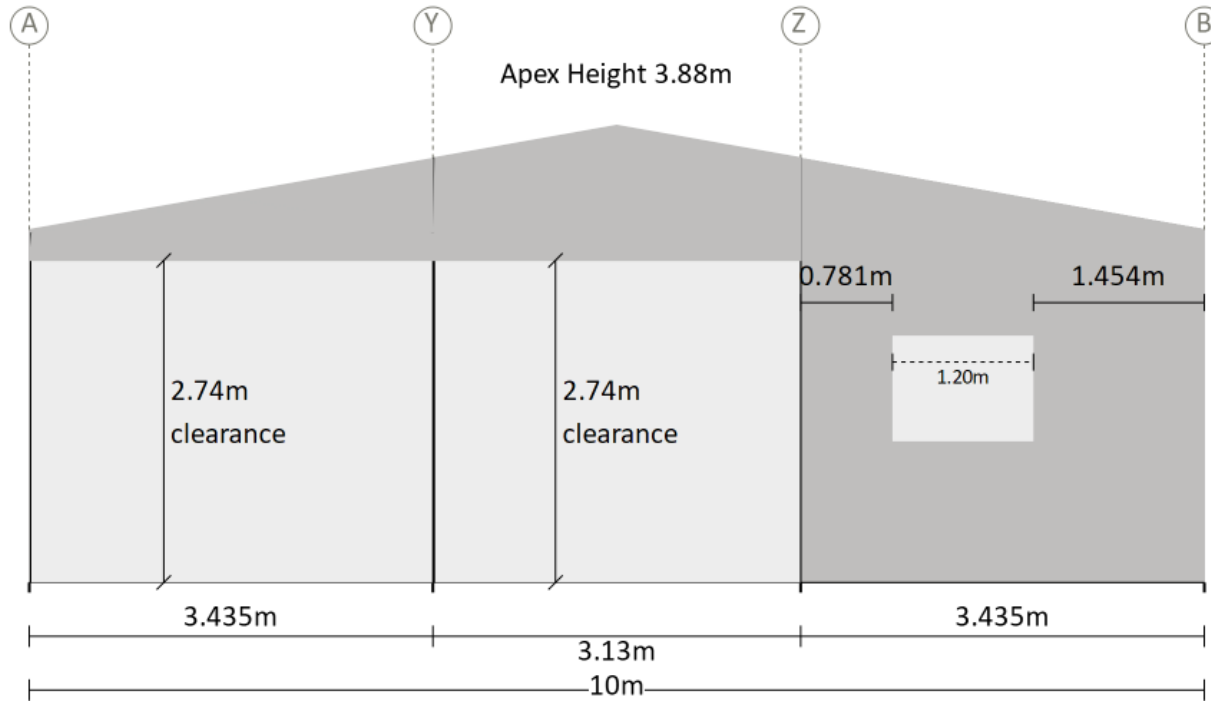 A
Y
Z
B
Apex Height 3.88m
0.781m
1.454m
1.20m
2.74m
clearance
2.74m
clearance
3.435m
3.13m
3.435m
10m